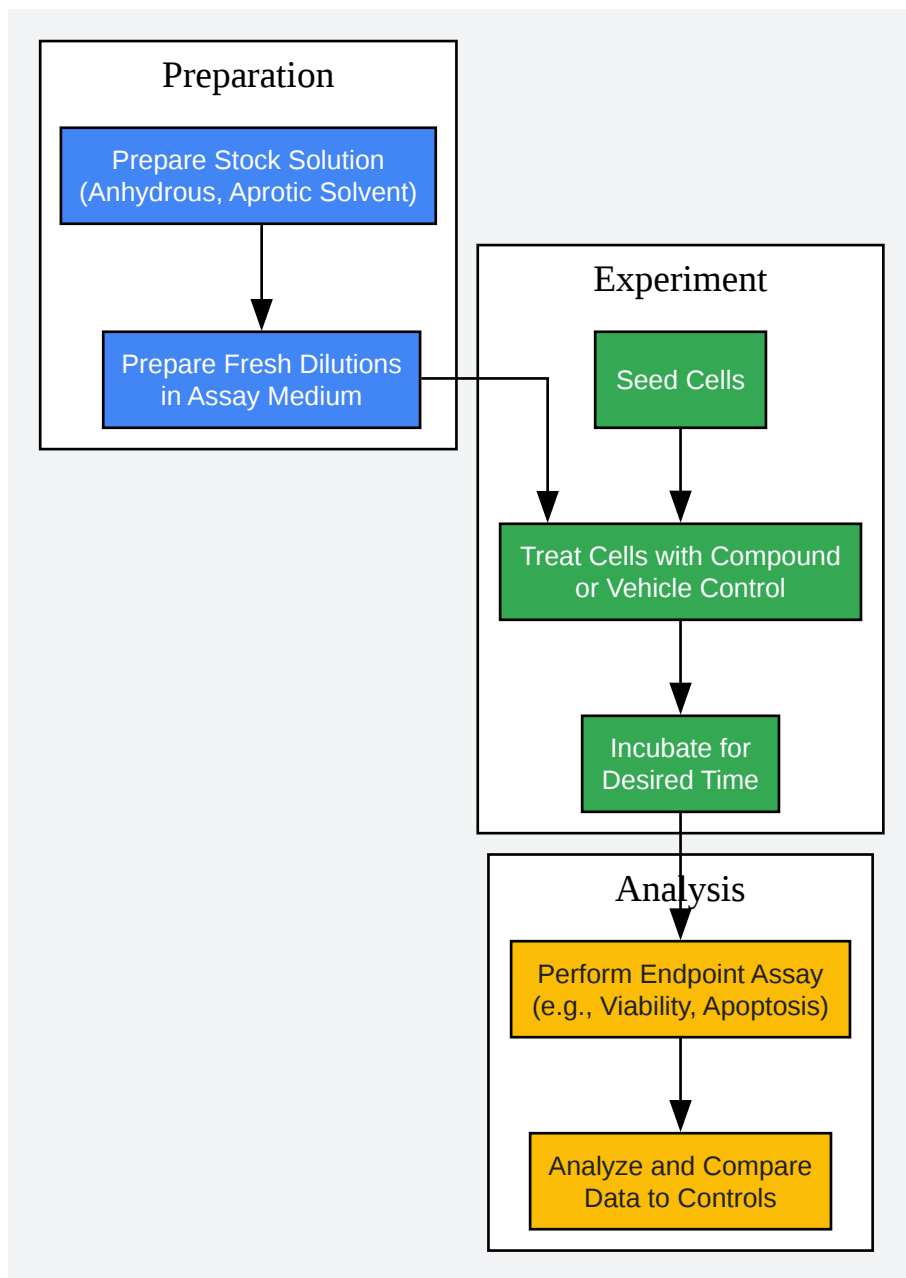 Preparation
Prepare Stock Solution
(Anhydrous, Aprotic Solvent)
Prepare Fresh Dilutions
in Assay Medium
Experiment
Seed Cells
Treat Cells with Compound
or Vehicle Control
Incubate for
Desired Time
Analysis
Perform Endpoint Assay
(e.g., Viability, Apoptosis)
Analyze and Compare
Data to Controls